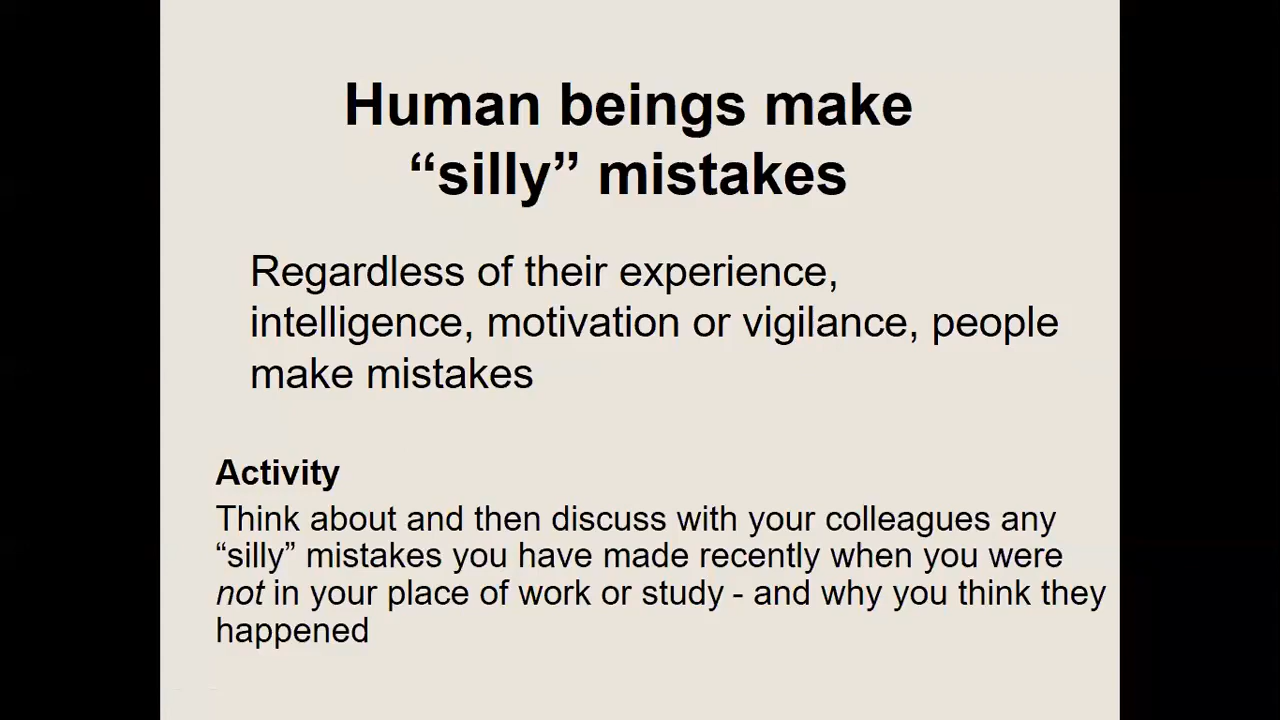 Human beings make
“silly” mistakes
Regardless of their experience,
intelligence, motivation or vigilance, people
make mistakes
Activity
Think about and then discuss with your colleagues any
“silly” mistakes you have made recently when you were
not in your place of work or study - and why you think they
happened